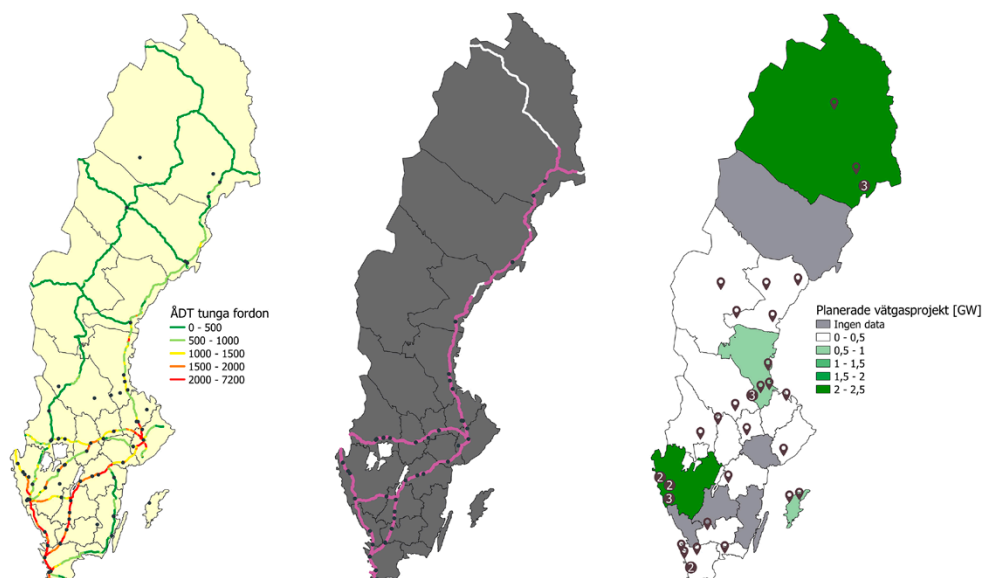 ÅDT tunga fordon
0 - 500
500 - 1000
1000 - 1500
1500 - 2000
2000 - 7200
Planerade vätgasprojekt [GW]
Ingen data
0 - 0,5
0,5 - 1
1 - 1,5
1,5 - 2
2 - 2,5
3
3
2
2
3
2